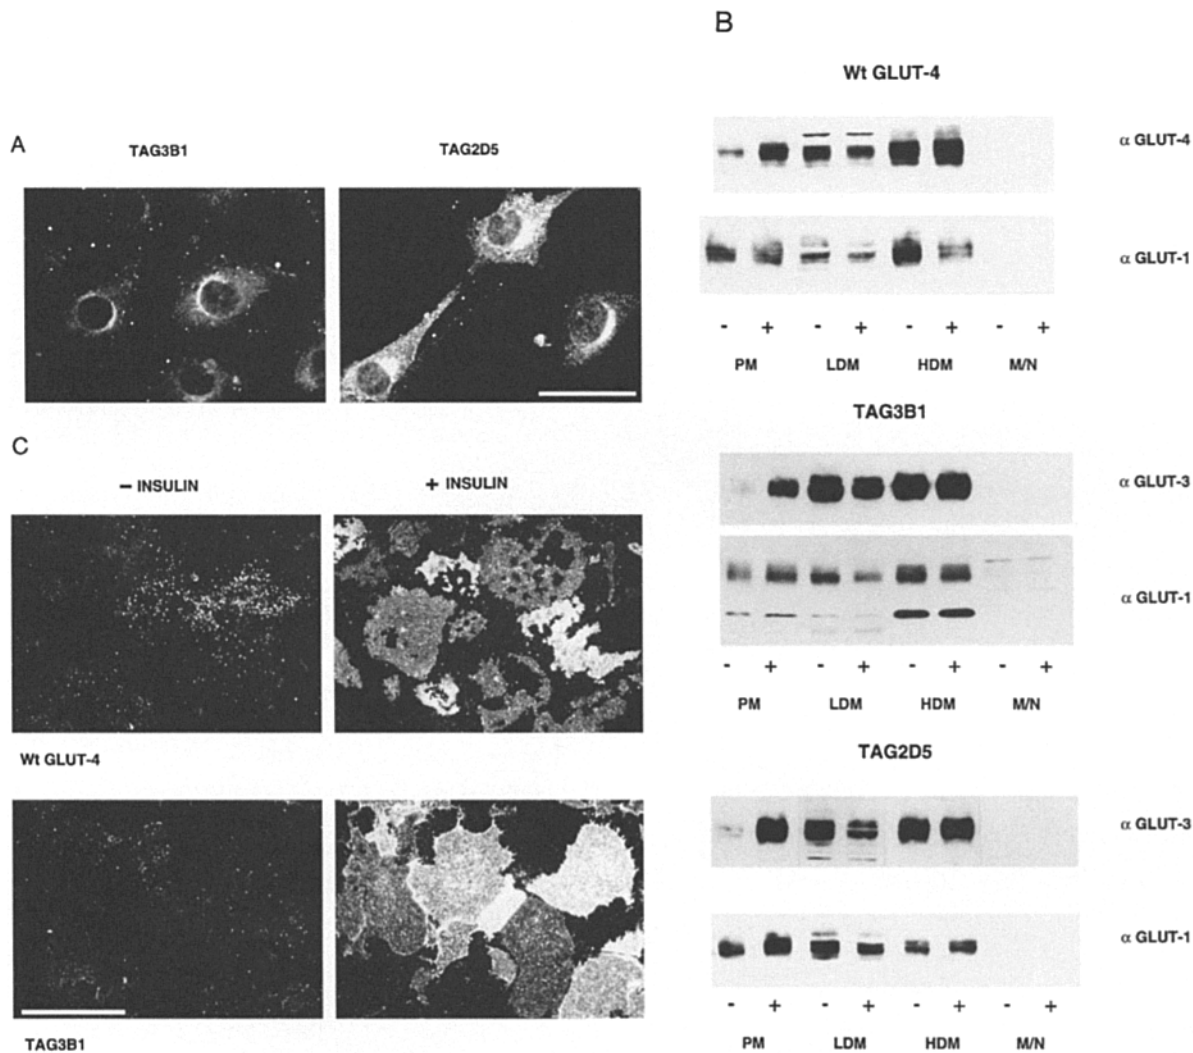 A
TAG3B1
TAG2D5
C
– INSULIN
+ INSULIN
Wt GLUT-4
TAG3B1
B
Wt GLUT-4
α GLUT-4
α GLUT-1
- + - + - + - +
PM LDM HDM M/N
TAG3B1
α GLUT-3
α GLUT-1
- + - + - + - +
PM LDM HDM M/N
TAG2D5
α GLUT-3
α GLUT-1
- + - + - + - +
PM LDM HDM M/N